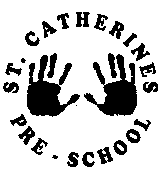 ST. CATHERINES
PRE - SCHOOL